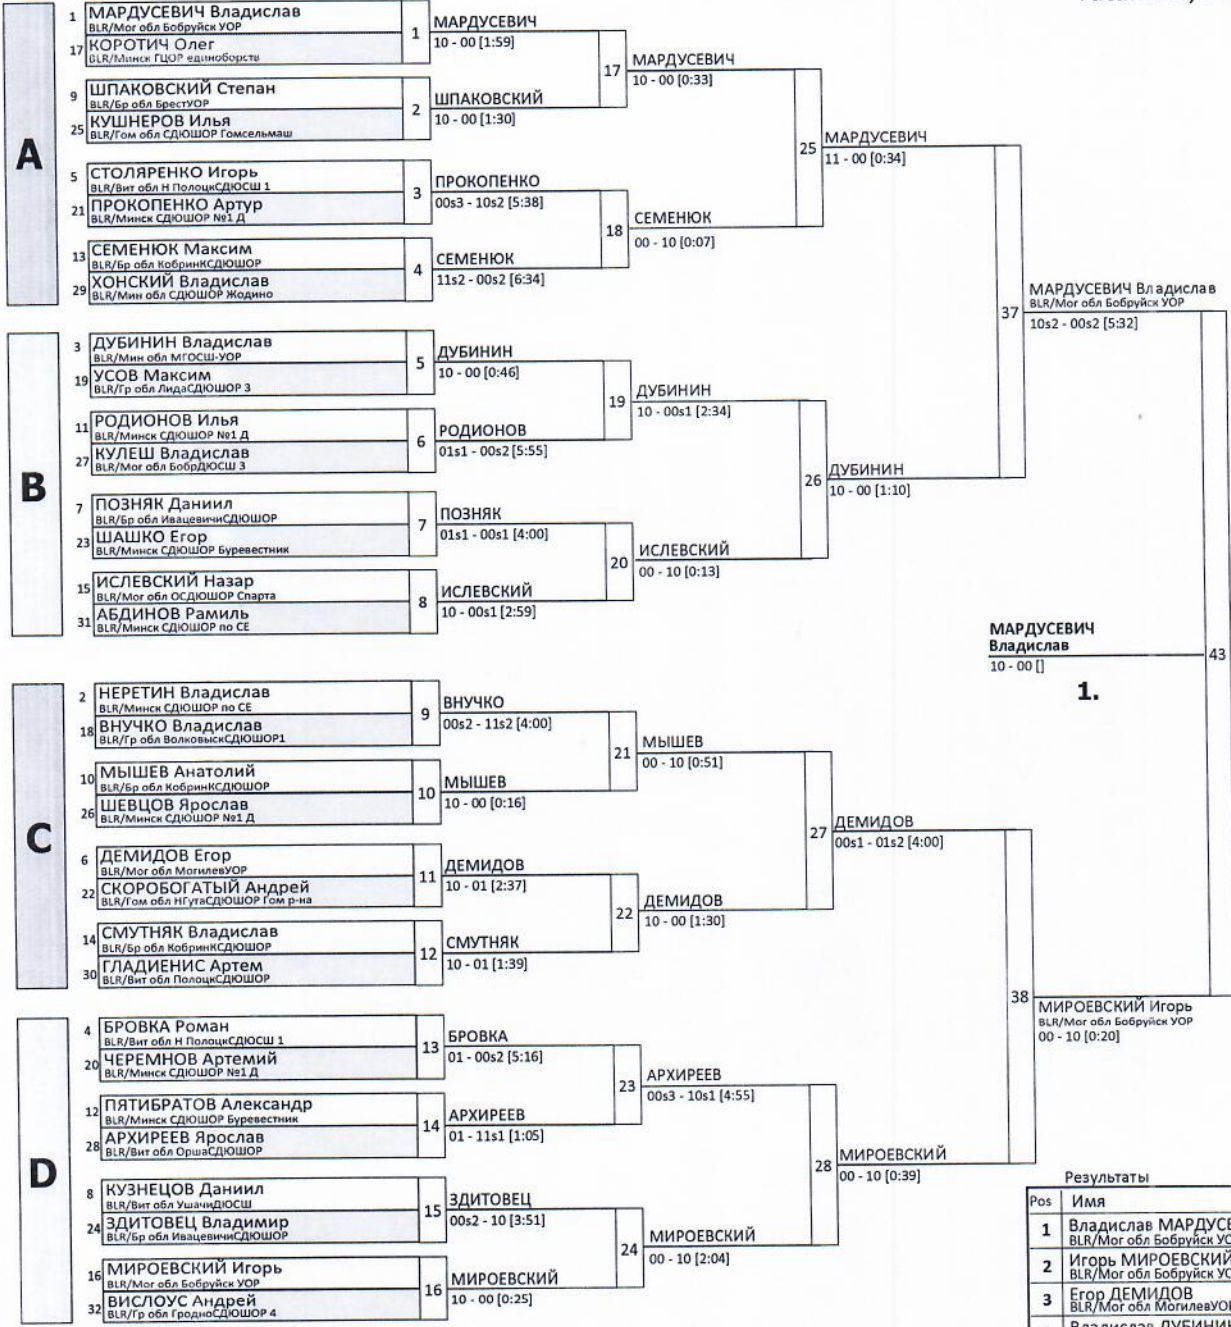 A
1 МАРДУСЕВИЧ Владислав
BLR/Мог обл Бобруйск УОР
17 КОРОТИЧ Олег
BLR/Минск ГЦОР единоборств
1
МАРДУСЕВИЧ
10 - 00 [1:59]
9 ШПАКОВСКИЙ Степан
BLR/Бр обл БрестУОР
25 КУШНЕРОВ Илья
BLR/Гом обл СДЮШОР Гомсельмаш
2
ШПАКОВСКИЙ
10 - 00 [1:30]
17
МАРДУСЕВИЧ
10 - 00 [0:33]
5 СТОЛЯРЕНКО Игорь
BLR/Вит обл Н ПолоцкСДЮСШ 1
21 ПРОКОПЕНКО Артур
BLR/Минск СДЮШОР №1 Д
3
ПРОКОПЕНКО
00s3 - 10s2 [5:38]
13 СЕМЕНЮК Максим
BLR/Бр обл КобринКСДЮШОР
29 ХОНСКИЙ Владислав
BLR/Мин обл СДЮШОР Жодино
4
СЕМЕНЮК
11s2 - 00s2 [6:34]
18
СЕМЕНЮК
00 - 10 [0:07]
25
МАРДУСЕВИЧ
11 - 00 [0:34]
B
3 ДУБИНИН Владислав
BLR/Мин обл МГОСШ-УОР
19 УСОВ Максим
BLR/Гр обл ЛидаСДЮШОР 3
5
ДУБИНИН
10 - 00 [0:46]
11 РОДИОНОВ Илья
BLR/Минск СДЮШОР №1 Д
27 КУЛЕШ Владислав
BLR/Мог обл БобрДЮСШ 3
6
РОДИОНОВ
01s1 - 00s2 [5:55]
19
ДУБИНИН
10 - 00s1 [2:34]
7 ПОЗНЯК Даниил
BLR/Бр обл ИвацевичиСДЮШОР
23 ШАШКО Егор
BLR/Минск СДЮШОР Буревестник
7
ПОЗНЯК
01s1 - 00s1 [4:00]
15 ИСЛЕВСКИЙ Назар
BLR/Мог обл ОСДЮШОР Спарта
31 АБДИНОВ Рамиль
BLR/Минск СДЮШОР по СЕ
8
ИСЛЕВСКИЙ
10 - 00s1 [2:59]
20
ИСЛЕВСКИЙ
00 - 10 [0:13]
26
ДУБИНИН
10 - 00 [1:10]
37
МАРДУСЕВИЧ Владислав
BLR/Мог обл Бобруйск УОР
10s2 - 00s2 [5:32]
МАРДУСЕВИЧ
Владислав
10 - 00 []
1.
43
C
2 НЕРЕТИН Владислав
BLR/Минск СДЮШОР по СЕ
18 ВНУЧКО Владислав
BLR/Гр обл ВолковыскСДЮШОР1
9
ВНУЧКО
00s2 - 11s2 [4:00]
10 МЫШЕВ Анатолий
BLR/Бр обл КобринКСДЮШОР
26 ШЕВЦОВ Ярослав
BLR/Минск СДЮШОР №1 Д
10
МЫШЕВ
10 - 00 [0:16]
21
МЫШЕВ
00 - 10 [0:51]
6 ДЕМИДОВ Егор
BLR/Мог обл МогилевУОР
22 СКОРОБОГАТЫЙ Андрей
BLR/Гом обл НГутаСДЮШОР Гом р-на
11
ДЕМИДОВ
10 - 01 [2:37]
14 СМУТНЯК Владислав
BLR/Бр обл КобринКСДЮШОР
30 ГЛАДИЕНИС Артем
BLR/Вит обл ПолоцкСДЮШОР
12
СМУТНЯК
10 - 01 [1:39]
22
ДЕМИДОВ
10 - 00 [1:30]
27
ДЕМИДОВ
00s1 - 01s2 [4:00]
D
4 БРОВКА Роман
BLR/Вит обл Н ПолоцкСДЮСШ 1
20 ЧЕРЕМНОВ Артемий
BLR/Минск СДЮШОР №1 Д
13
БРОВКА
01 - 00s2 [5:16]
12 ПЯТИБРАТОВ Александр
BLR/Минск СДЮШОР Буревестник
28 АРХИРЕЕВ Ярослав
BLR/Вит обл ОршаСДЮШОР
14
АРХИРЕЕВ
01 - 11s1 [1:05]
23
АРХИРЕЕВ
00s3 - 10s1 [4:55]
8 КУЗНЕЦОВ Даниил
BLR/Вит обл УшачиДЮСШ
24 ЗДИТОВЕЦ Владимир
BLR/Бр обл ИвацевичиСДЮШОР
15
ЗДИТОВЕЦ
00s2 - 10 [3:51]
16 МИРОЕВСКИЙ Игорь
BLR/Мог обл Бобруйск УОР
32 ВИСЛОУС Андрей
BLR/Гр обл ГродноСДЮШОР 4
16
МИРОЕВСКИЙ
10 - 00 [0:25]
24
МИРОЕВСКИЙ
00 - 10 [2:04]
28
МИРОЕВСКИЙ
00 - 10 [0:39]
38
МИРОЕВСКИЙ Игорь
BLR/Мог обл Бобруйск УОР
00 - 10 [0:20]
Результаты
Pos Имя
1 Владислав МАРДУСЕ
BLR/Мог обл Бобруйск УО
2 Игорь МИРОЕВСКИЙ
BLR/Мог обл Бобруйск УО
3 Егор ДЕМИДОВ
BLR/Мог обл МогилевУО
Владислав ДУБИНИН